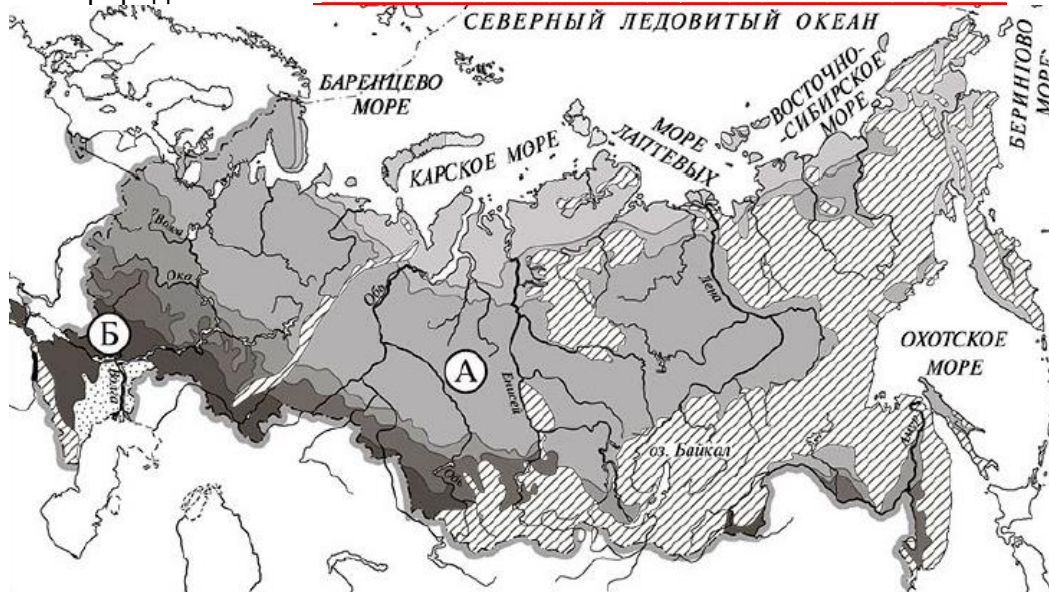 СЕВЕРНЫЙ ЛЕДОВИТЫЙ ОКЕАН
БАРЕНЦЕВО
МОРЕ
КАРСКОЕ МОРЕ
МОРЕ
ЛАПТЕВЫХ
ВОСТОЧНО-
-СИБИРСКОЕ
МОРЕ
БЕРИНГОВО
МОРЕ
Волга
Ока
Обь
Лена
Б
А
Енисей
ОХОТСКОЕ
МОРЕ
Волга
оз. Байкал
Амур
Обь